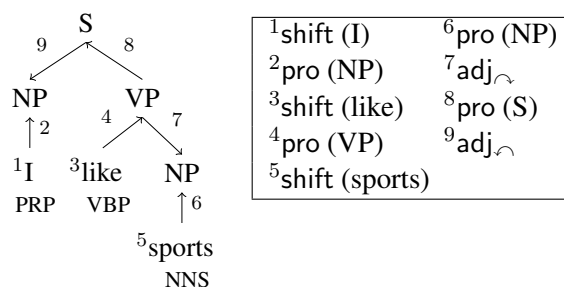 S
9 8
NP VP
2 4 7
¹I ³like NP
PRP VBP 6
⁵sports
NNS
¹shift (I) ⁶pro (NP)
²pro (NP) ⁷adj↷
³shift (like) ⁸pro (S)
⁴pro (VP) ⁹adj↶
⁵shift (sports)